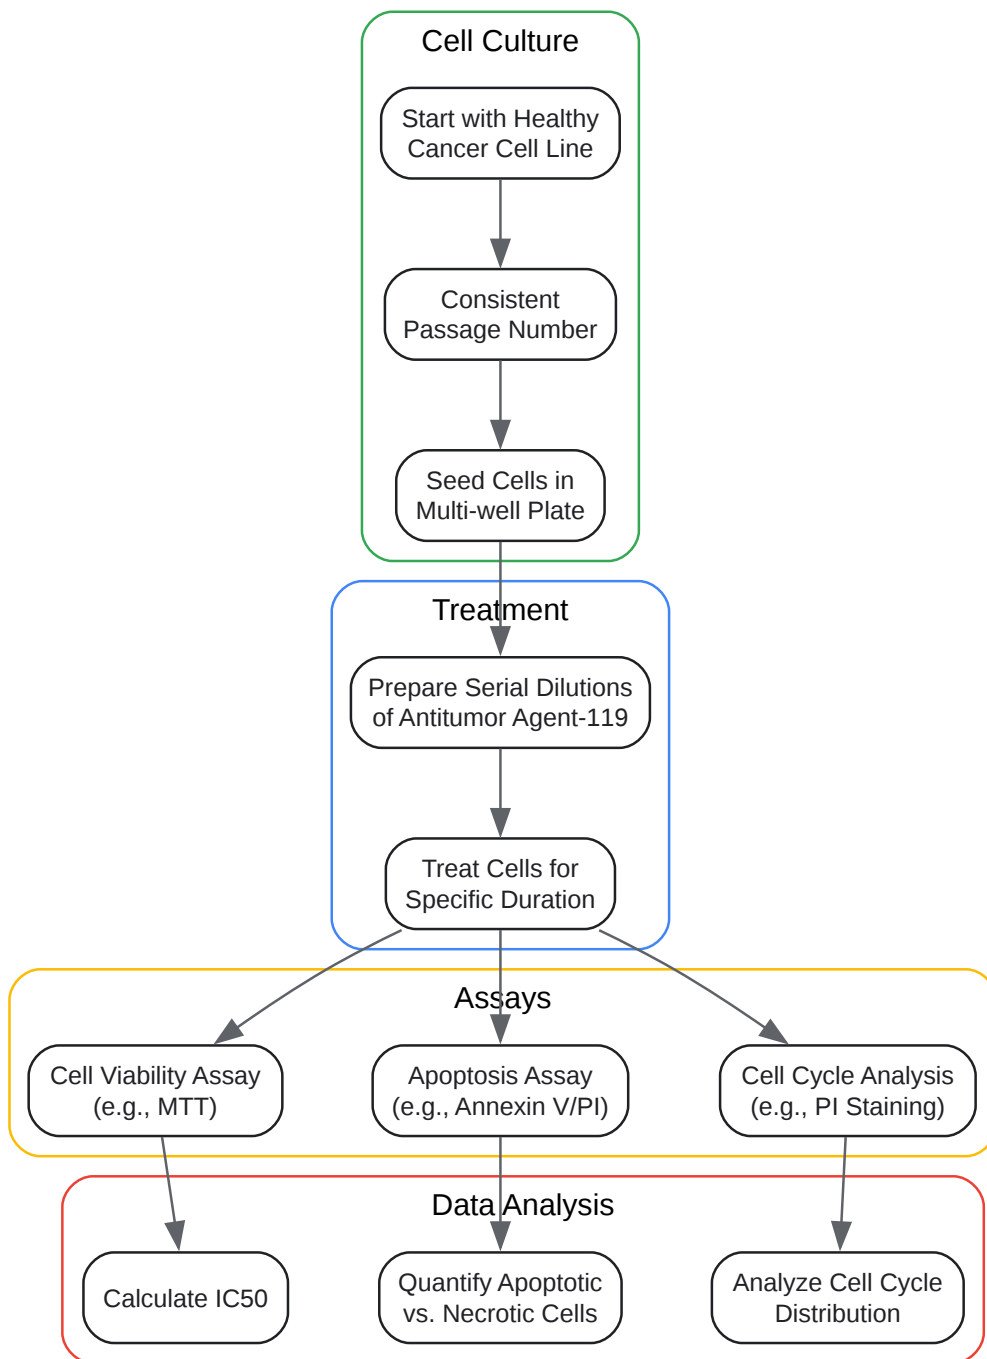 Cell Culture
Start with Healthy
Cancer Cell Line
Consistent
Passage Number
Seed Cells in
Multi-well Plate
Treatment
Prepare Serial Dilutions
of Antitumor Agent-119
Treat Cells for
Specific Duration
Assays
Cell Viability Assay
(e.g., MTT)
Apoptosis Assay
(e.g., Annexin V/PI)
Cell Cycle Analysis
(e.g., PI Staining)
Data Analysis
Calculate IC50
Quantify Apoptotic
vs. Necrotic Cells
Analyze Cell Cycle
Distribution